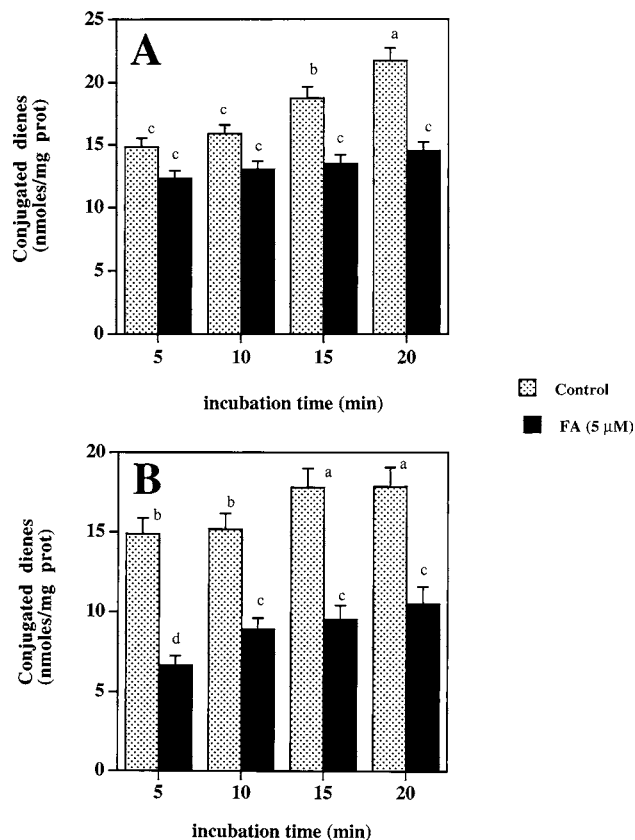 A
25
20
15
10
5
0
Conjugated dienes
(nmoles/mg prot)
c
c
c
c
b
c
a
c
5 10 15 20
incubation time (min)
Control
FA (5 µM)
B
20
15
10
5
0
Conjugated dienes
(nmoles/mg prot)
b
d
b
c
a
c
a
c
5 10 15 20
incubation time (min)